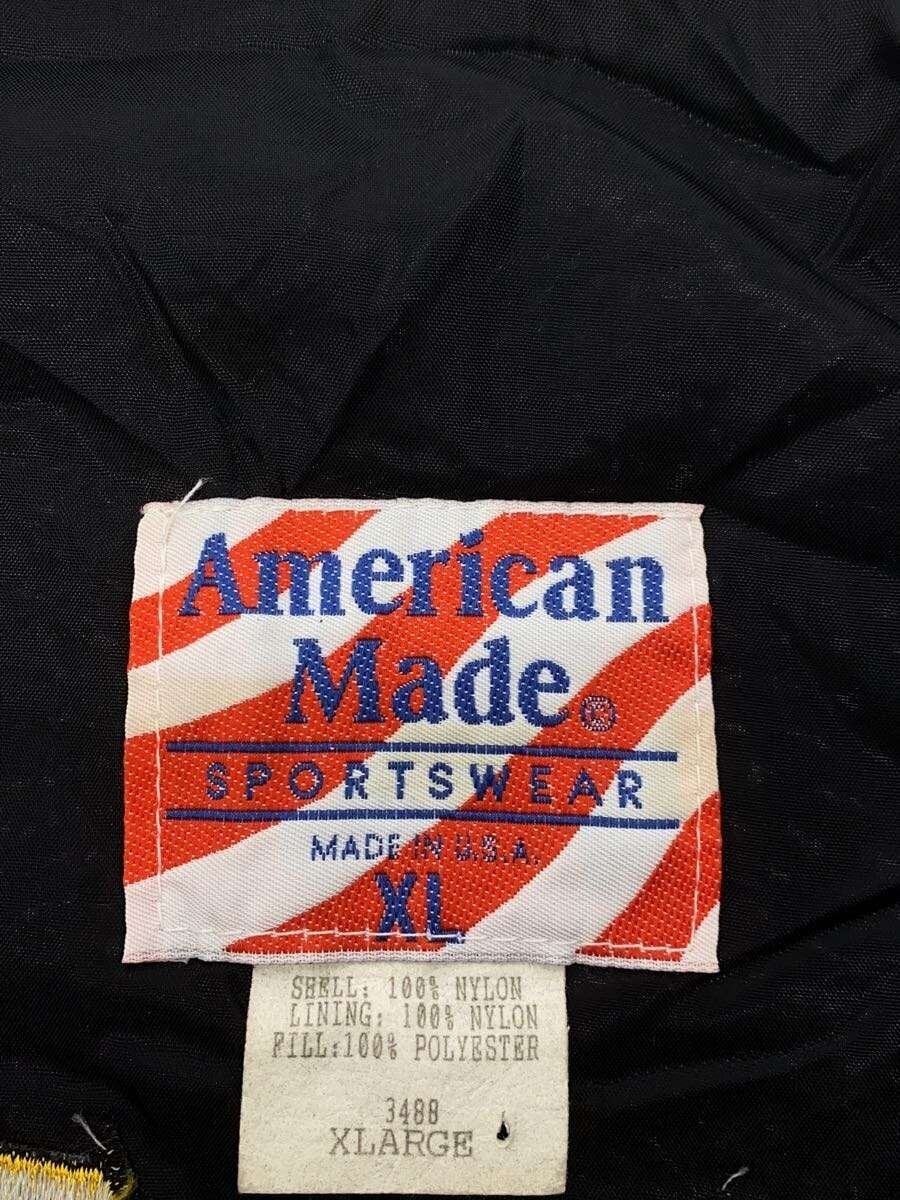 American
Made©
SPORTSWEAR
MADE IN U.S.A.
XL
SHELL: 100% NYLON
LINING: 100% NYLON
FILL:100% POLYESTER
3488
XLARGE